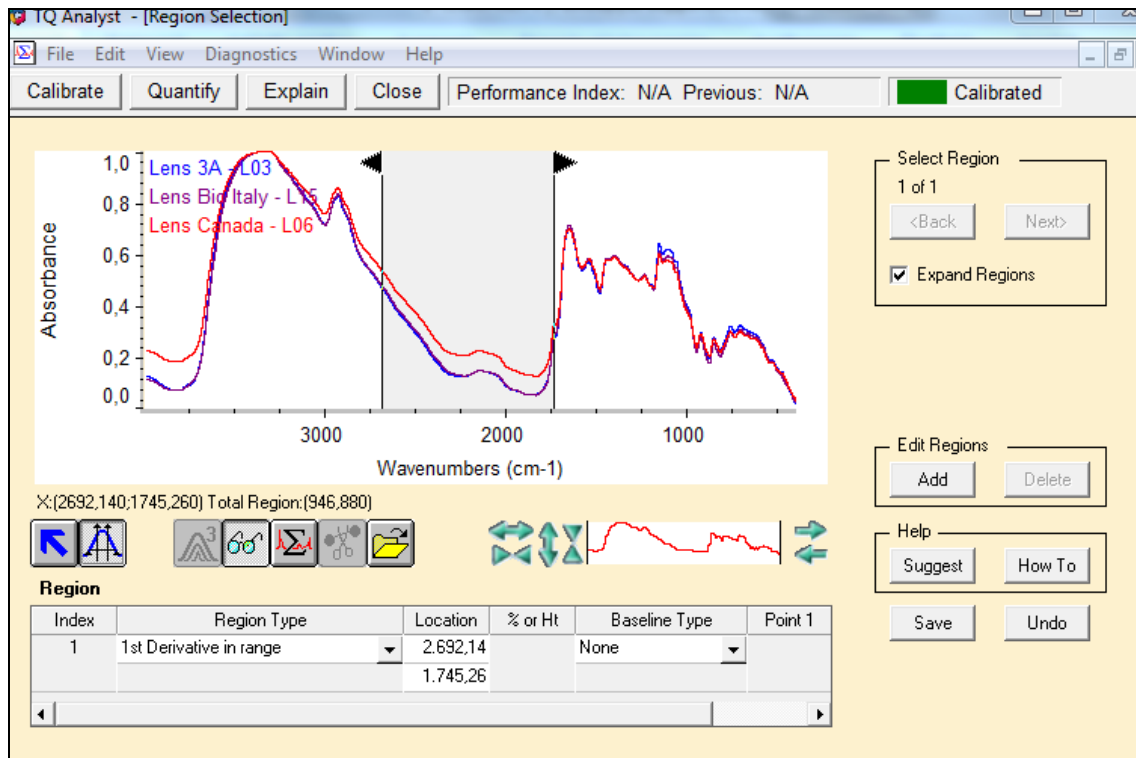 TQ Analyst - [Region Selection]
File Edit View Diagnostics Window Help
Calibrate Quantify Explain Close Performance Index: N/A Previous: N/A Calibrated
Select Region
1 of 1
<Back Next>
Expand Regions
Lens 3A - L03
Lens Bio Italy - L15
Lens Canada - L06
Absorbance
1,0
0,8
0,6
0,4
0,2
0,0
3000 2000 1000
Wavenumbers (cm-1)
Edit Regions
Add Delete
X:(2692,140;1745,260) Total Region:(946,880)
3
Help
Suggest How To
Save Undo
Region
Index Region Type Location % or Ht Baseline Type Point 1
1 1st Derivative in range 2.692,14 None
1.745,26